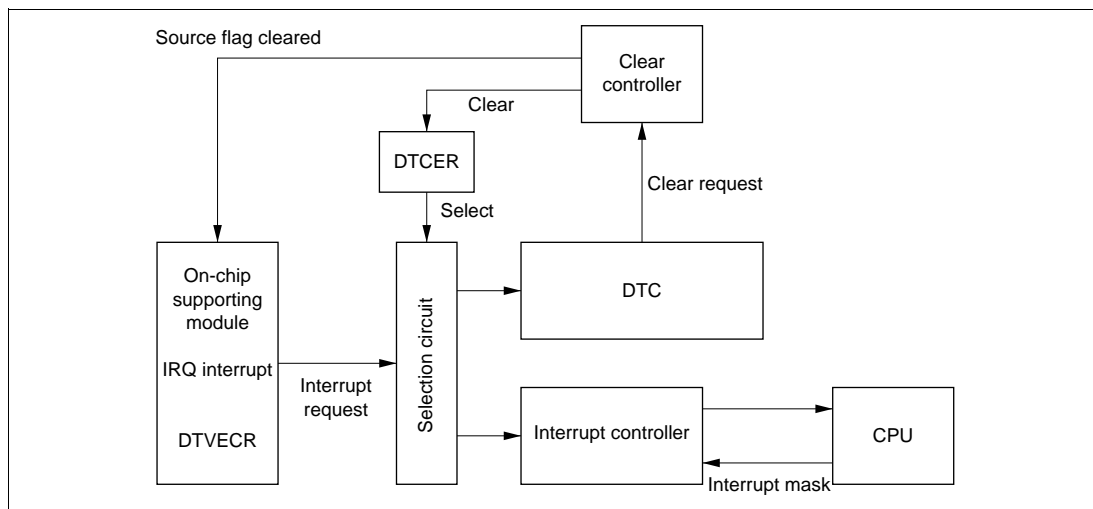 Source flag cleared
Clear
controller
Clear
DTCER
Clear request
Select
On-chip
supporting
module
IRQ interrupt
DTVECR
Interrupt
request
Selection circuit
DTC
Interrupt controller
CPU
Interrupt mask